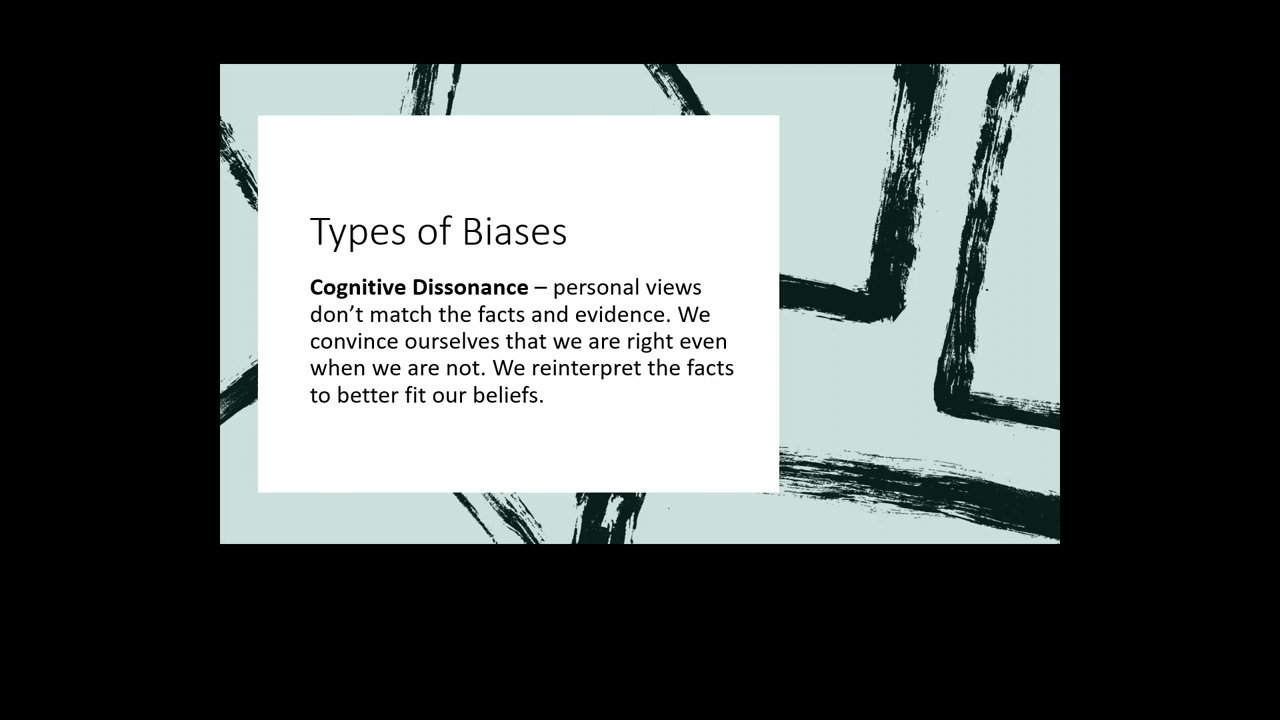 Types of Biases
Cognitive Dissonance – personal views
don’t match the facts and evidence. We
convince ourselves that we are right even
when we are not. We reinterpret the facts
to better fit our beliefs.